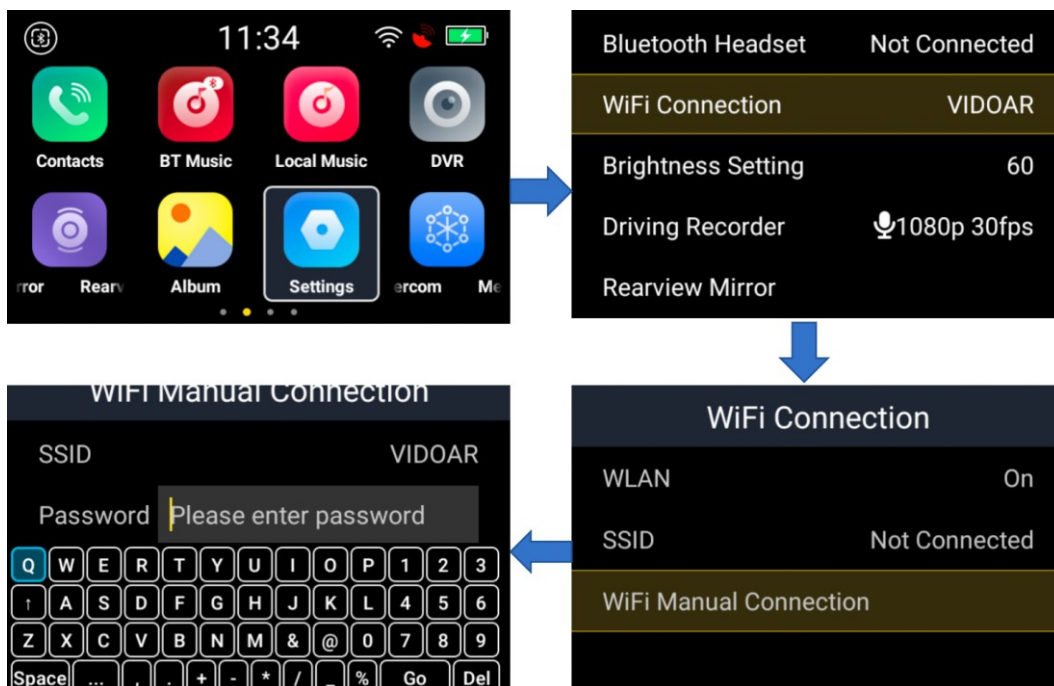 11:34
Contacts BT Music Local Music DVR
rror Rearv Album Settings ercom Me
Bluetooth Headset Not Connected
WiFi Connection VIDOAR
Brightness Setting 60
Driving Recorder 1080p 30fps
Rearview Mirror
WiFi Connection
WLAN On
SSID Not Connected
WiFi Manual Connection
WiFi Manual Connection
SSID VIDOAR
Password Please enter password
Q W E R T Y U I O P 1 2 3
↑ A S D F G H J K L 4 5 6
Z X C V B N M & @ 0 7 8 9
Space ... , . + - * / _ % Go Del